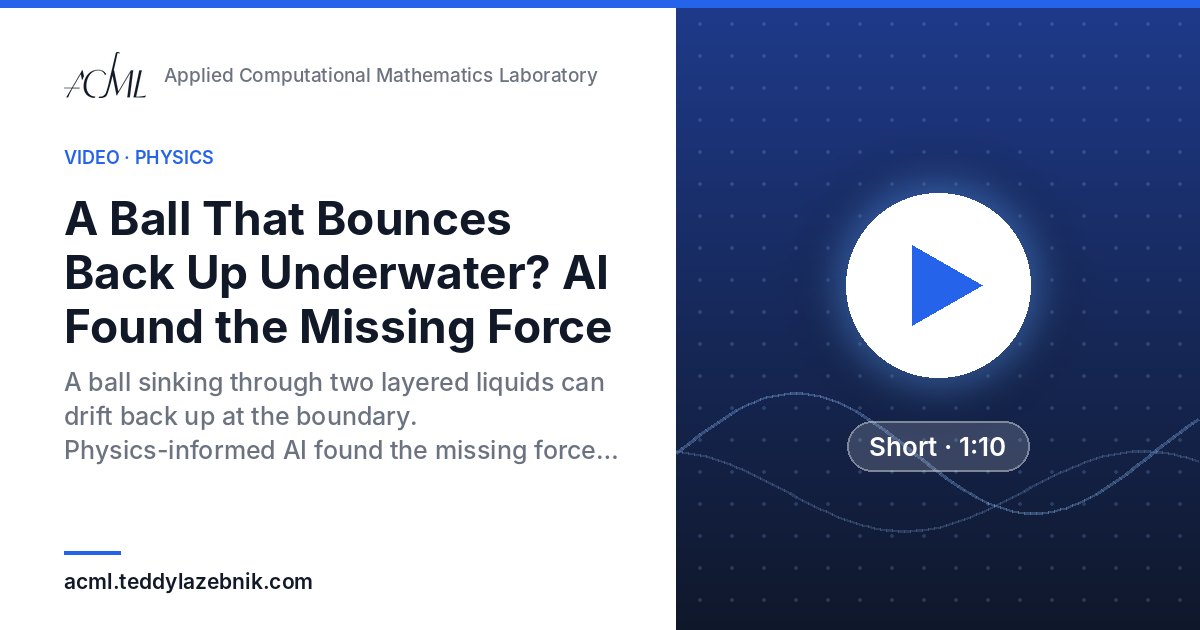 ACML
Applied Computational Mathematics Laboratory
VIDEO · PHYSICS
A Ball That Bounces
Back Up Underwater? AI
Found the Missing Force
A ball sinking through two layered liquids can
drift back up at the boundary.
Physics-informed AI found the missing force...
Short · 1:10
acml.teddylazebnik.com